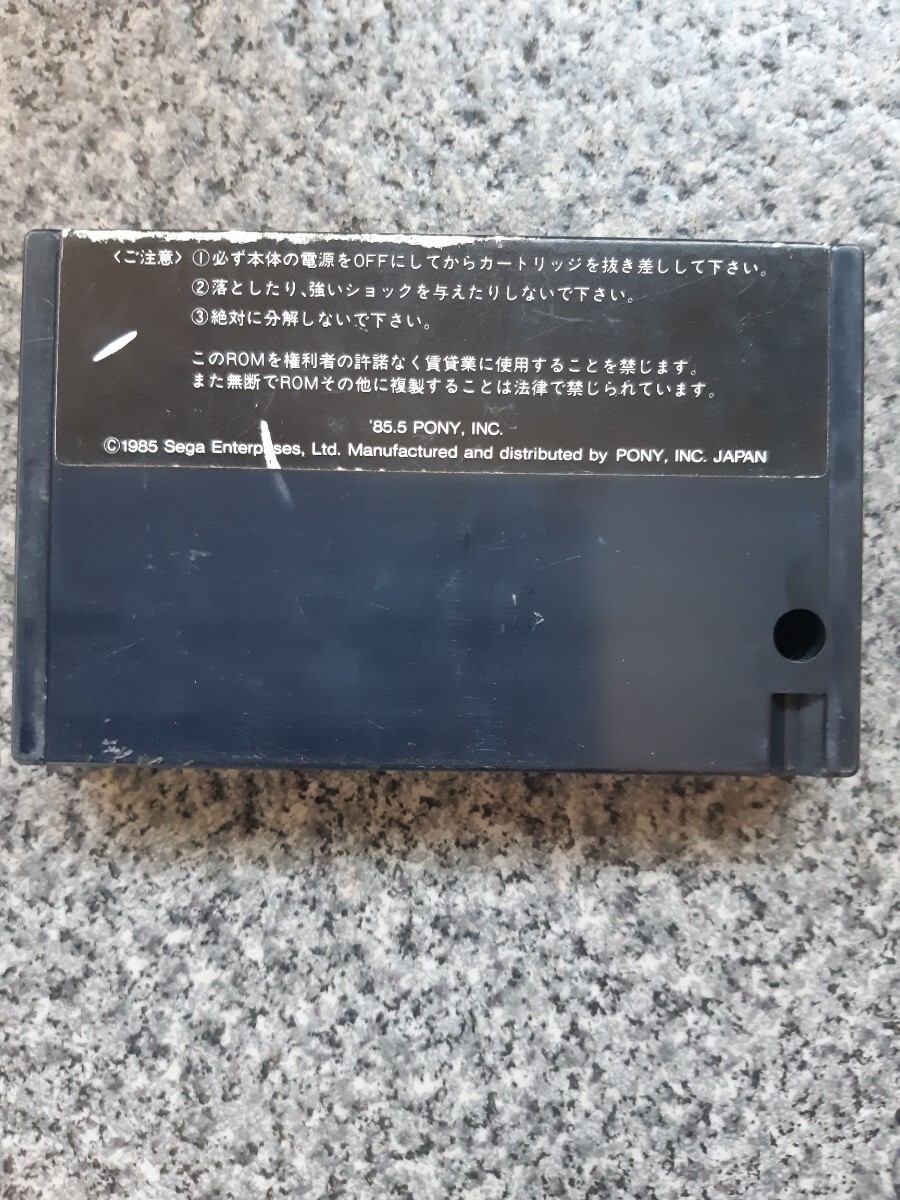 〈ご注意〉①必ず本体の電源をOFFにしてからカートリッジを抜き差しして下さい。
②落としたり、強いショックを与えたりしないで下さい。
③絶対に分解しないで下さい。
このROMを権利者の許諾なく賃貸業に使用することを禁じます。
また無断でROMその他に複製することは法律で禁じられています。
'85.5 PONY, INC.
©1985 Sega Enterprises, Ltd. Manufactured and distributed by PONY, INC. JAPAN